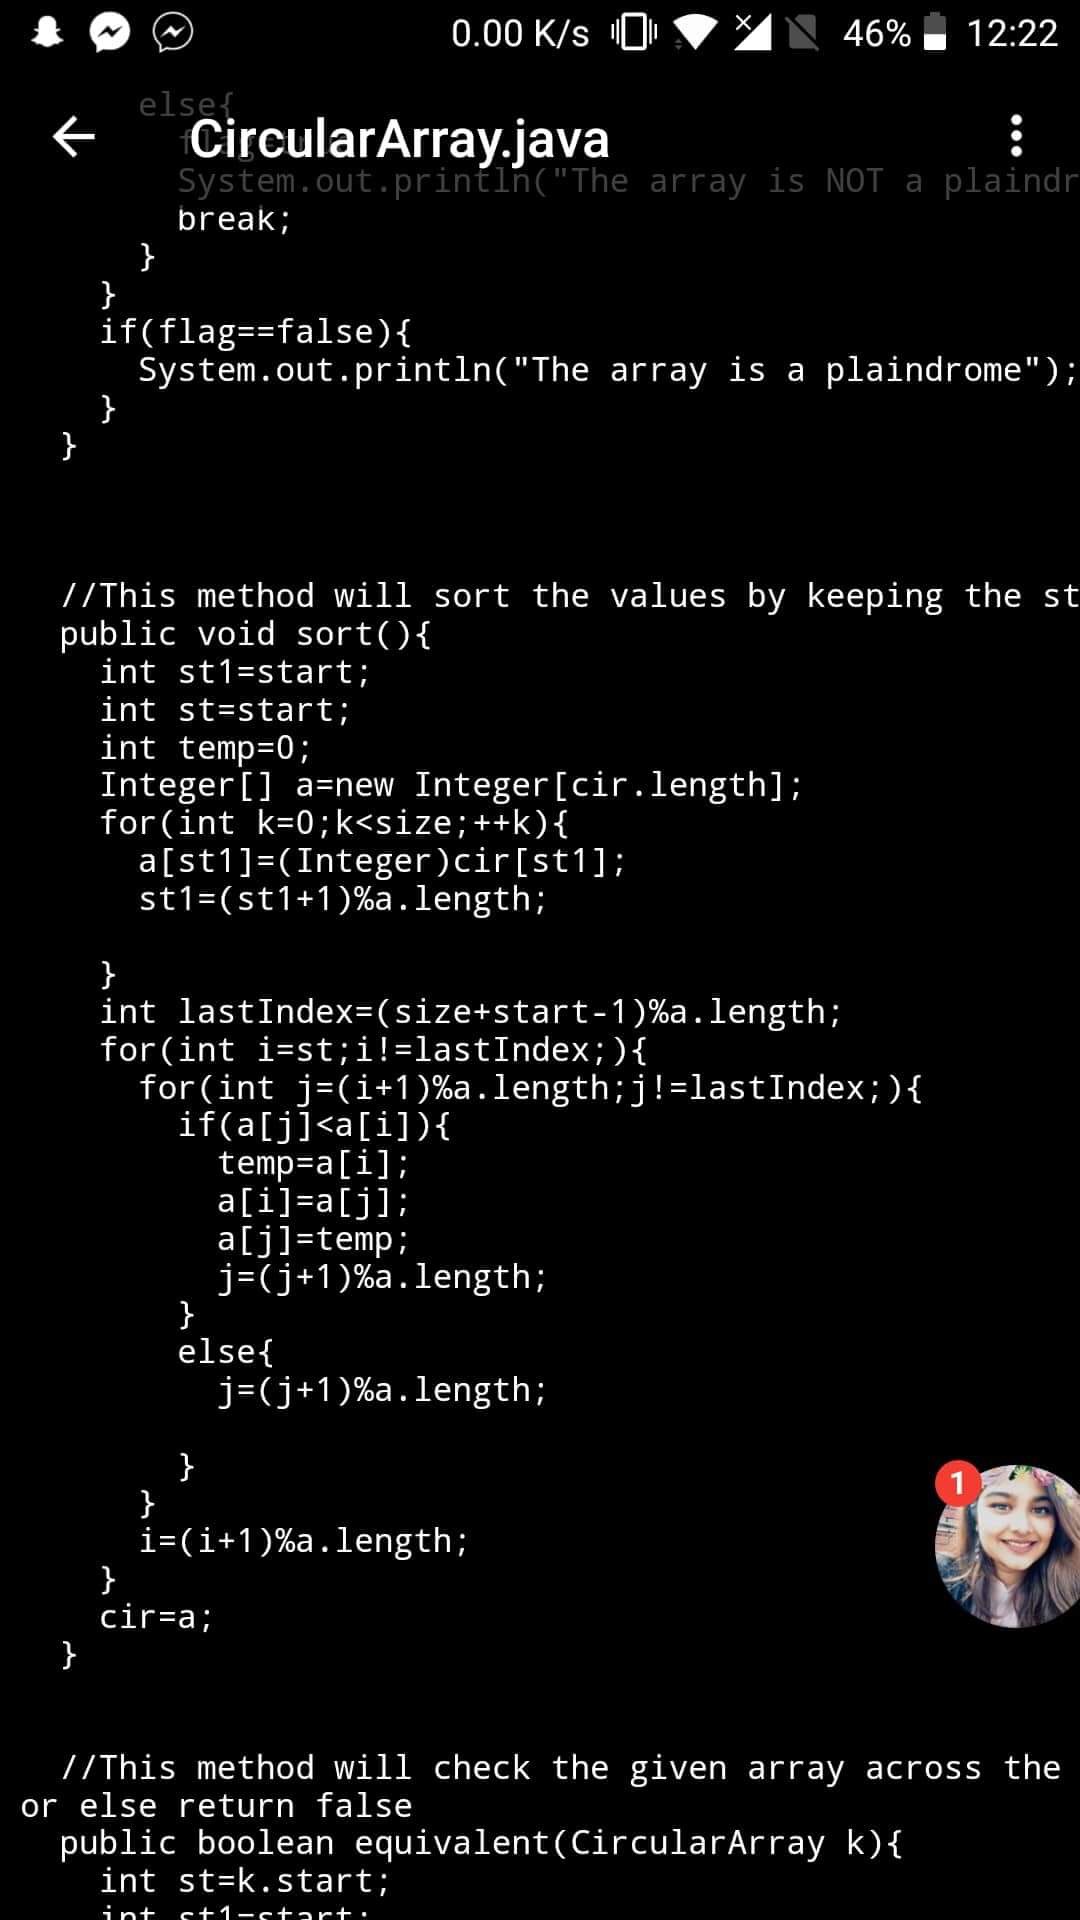 0.00 K/s 46% 12:22
else{
CircularArray.java
System.out.println("The array is NOT a plaindr
break;
}
}
if(flag==false){
System.out.println("The array is a plaindrome");
}
}
//This method will sort the values by keeping the st
public void sort(){
int st1=start;
int st=start;
int temp=0;
Integer[] a=new Integer[cir.length];
for(int k=0;k<size;++k){
a[st1]=(Integer)cir[st1];
st1=(st1+1)%a.length;
}
int lastIndex=(size+start-1)%a.length;
for(int i=st;i!=lastIndex;){
for(int j=(i+1)%a.length;j!=lastIndex;){
if(a[j]<a[i]){
temp=a[i];
a[i]=a[j];
a[j]=temp;
j=(j+1)%a.length;
}
else{
j=(j+1)%a.length;
}
}
i=(i+1)%a.length;
}
cir=a;
}
1
//This method will check the given array across the
or else return false
public boolean equivalent(CircularArray k){
int st=k.start;
int st1=start;